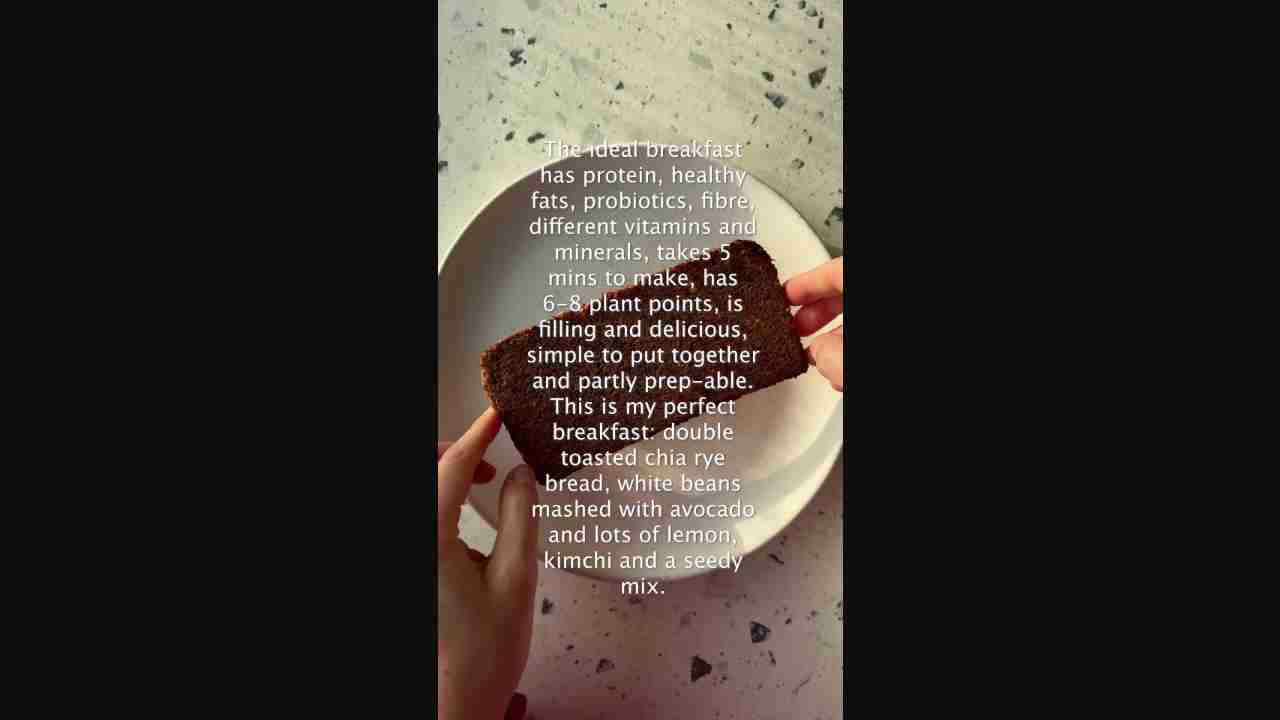 The ideal breakfast
has protein, healthy
fats, probiotics, fibre,
different vitamins and
minerals, takes 5
mins to make, has
6-8 plant points, is
filling and delicious,
simple to put together
and partly prep-able.
This is my perfect
breakfast: double
toasted chia rye
bread, white beans
mashed with avocado
and lots of lemon,
kimchi and a seedy
mix.